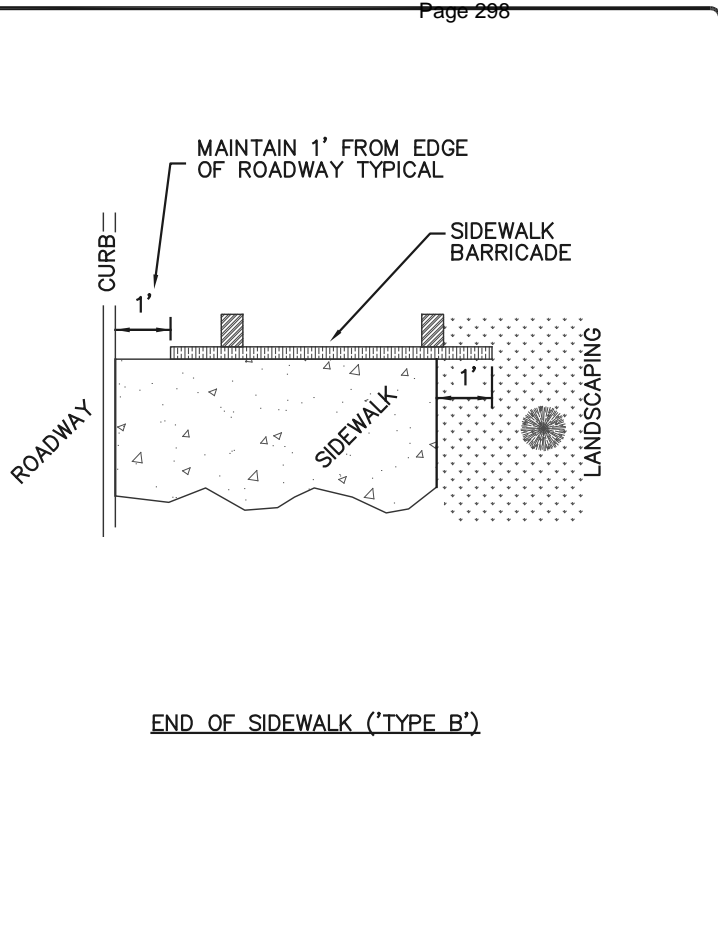 Page 298
MAINTAIN 1' FROM EDGE
OF ROADWAY TYPICAL
SIDEWALK
BARRICADE
CURB
1'
1'
LANDSCAPING
SIDEWALK
ROADWAY
END OF SIDEWALK ('TYPE B')